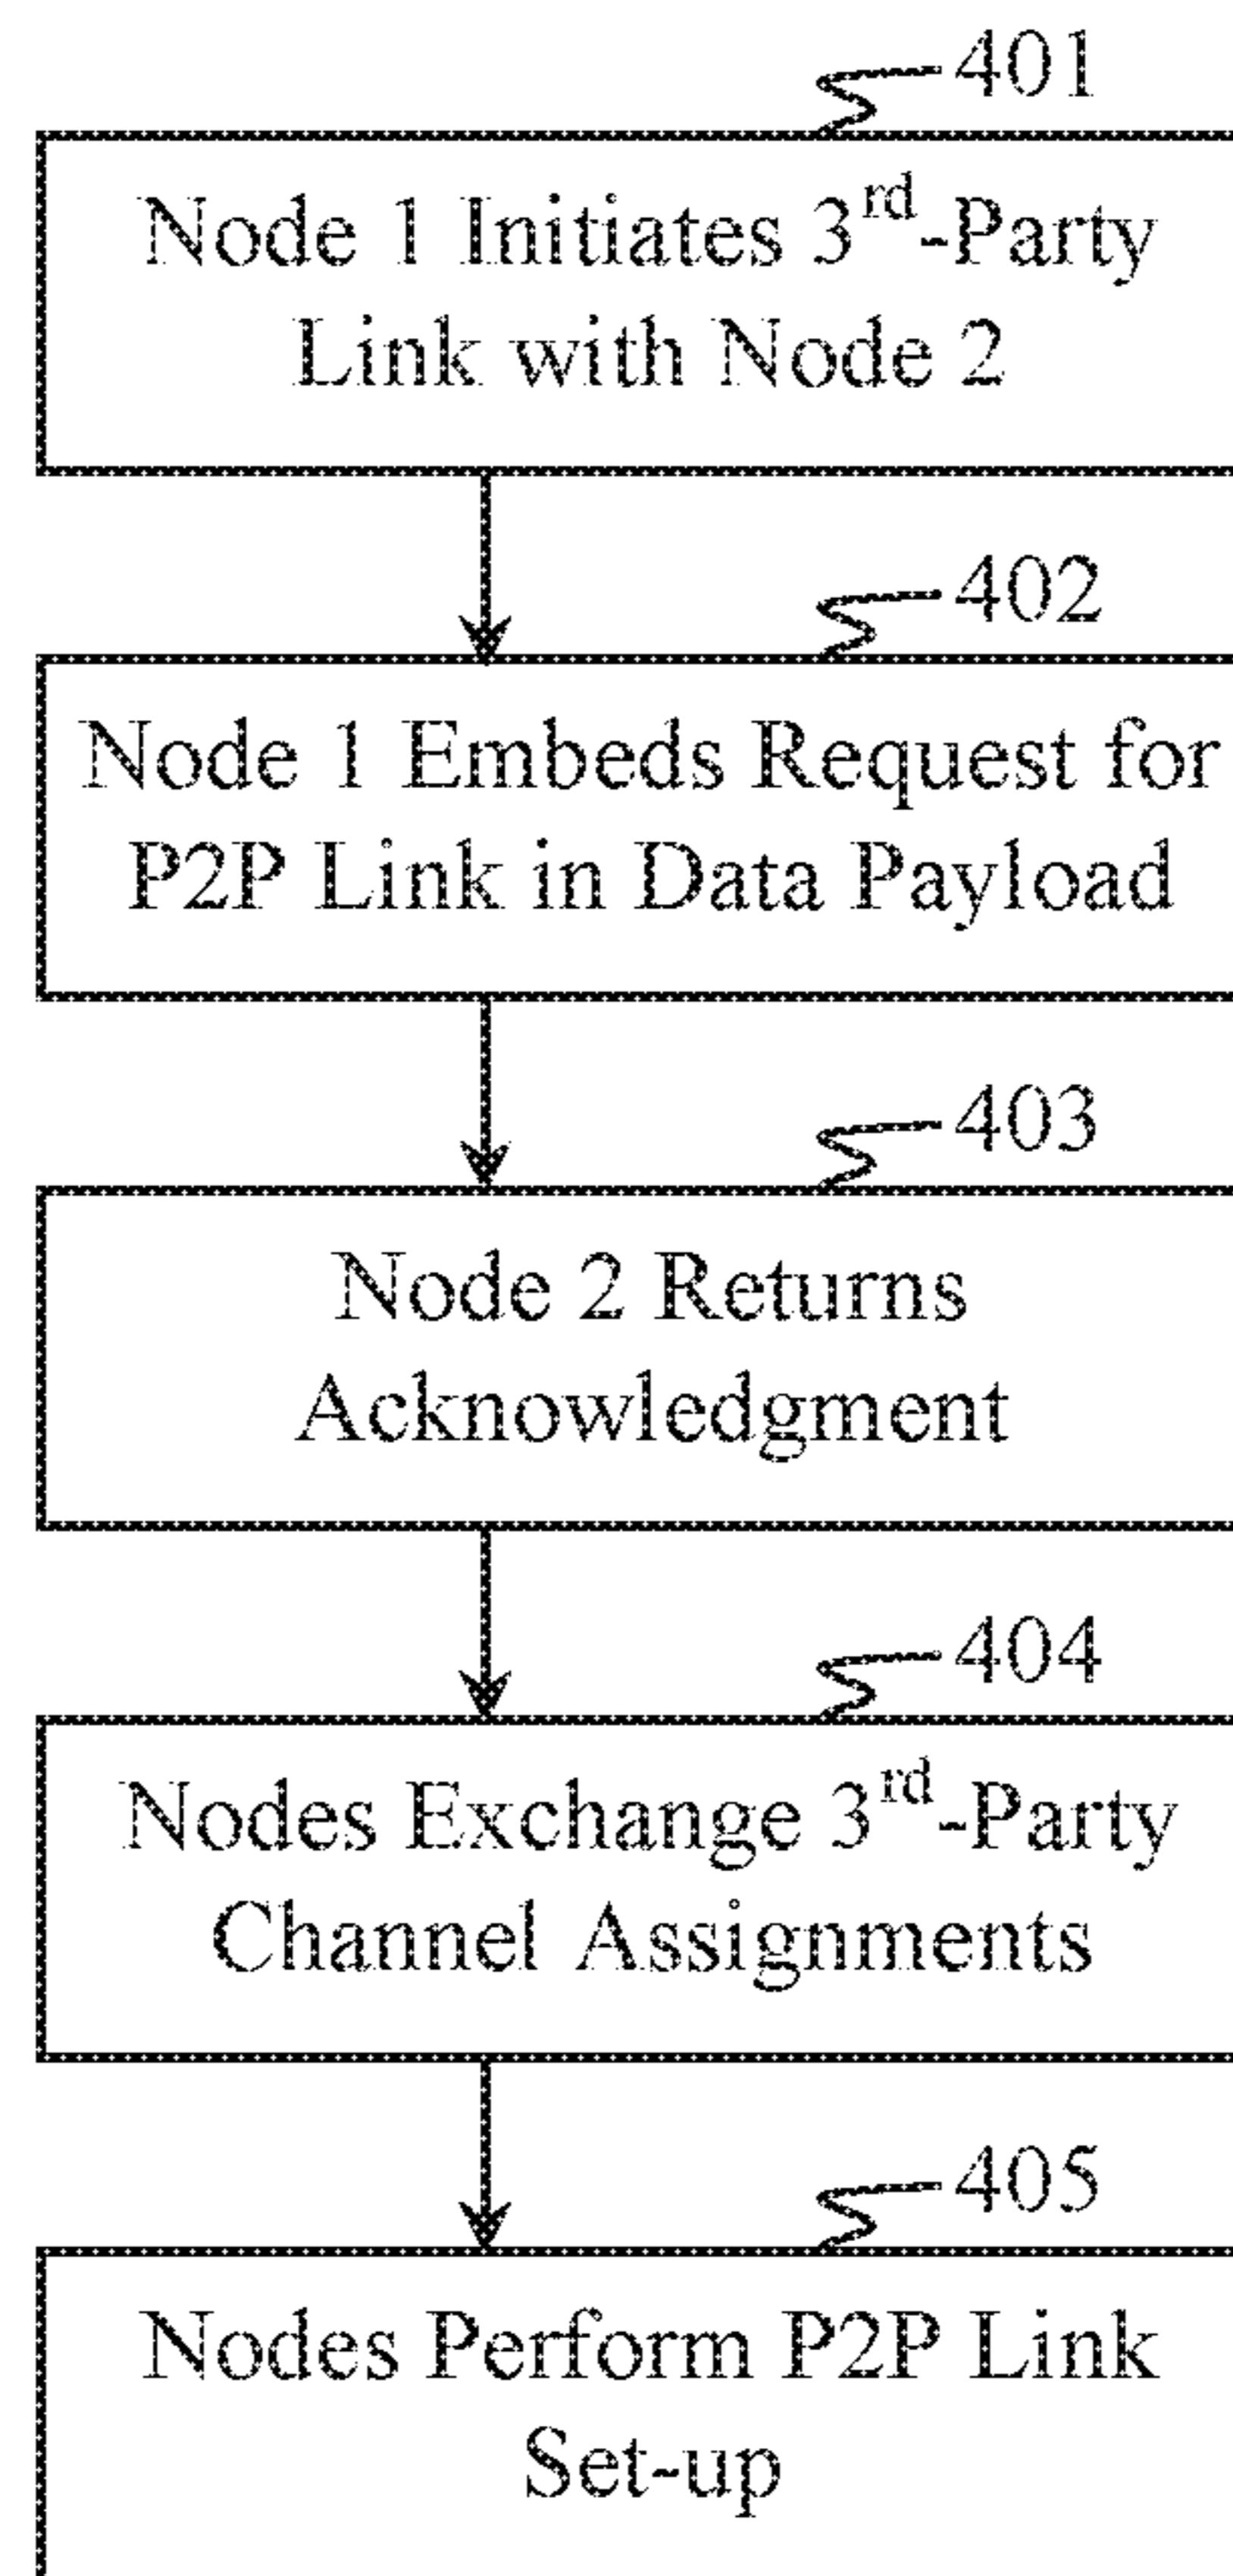 401
Node 1 Initiates 3rd-Party
Link with Node 2
402
Node 1 Embeds Request for
P2P Link in Data Payload
403
Node 2 Returns
Acknowledgment
404
Nodes Exchange 3rd-Party
Channel Assignments
405
Nodes Perform P2P Link
Set-up